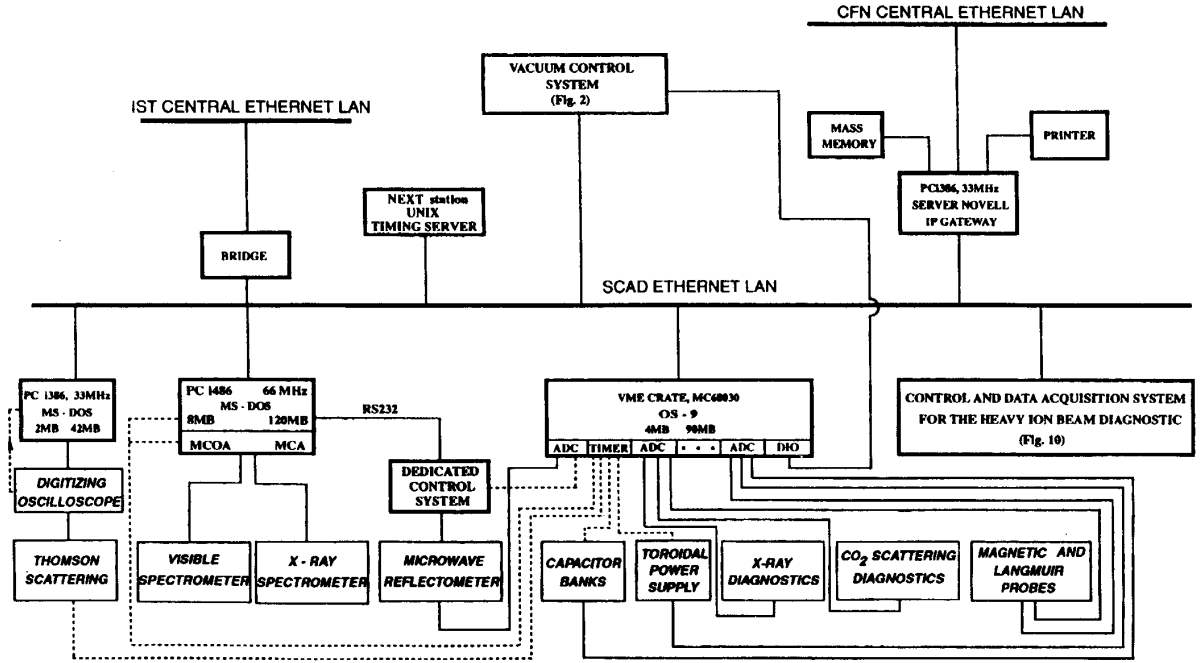 CFN CENTRAL ETHERNET LAN
VACUUM CONTROL
SYSTEM
(Fig. 2)
IST CENTRAL ETHERNET LAN
MASS
MEMORY
PRINTER
PCi386, 33MHz
SERVER NOVELL
IP GATEWAY
NEXT station
UNIX
TIMING SERVER
BRIDGE
SCAD ETHERNET LAN
PC i386, 33MHz
MS - DOS
2MB 42MB
PC i486 66 MHz
MS - DOS
8MB 120MB
MCOA MCA
RS232
VME CRATE, MC68030
OS - 9
4MB 90MB
ADC TIMER ADC • • • ADC DIO
CONTROL AND DATA ACQUISITION SYSTEM
FOR THE HEAVY ION BEAM DIAGNOSTIC
(Fig. 10)
DIGITIZING
OSCILLOSCOPE
DEDICATED
CONTROL
SYSTEM
THOMSON
SCATTERING
VISIBLE
SPECTROMETER
X - RAY
SPECTROMETER
MICROWAVE
REFLECTOMETER
CAPACITOR
BANKS
TOROIDAL
POWER
SUPPLY
X-RAY
DIAGNOSTICS
CO2 SCATTERING
DIAGNOSTICS
MAGNETIC AND
LANGMUIR
PROBES